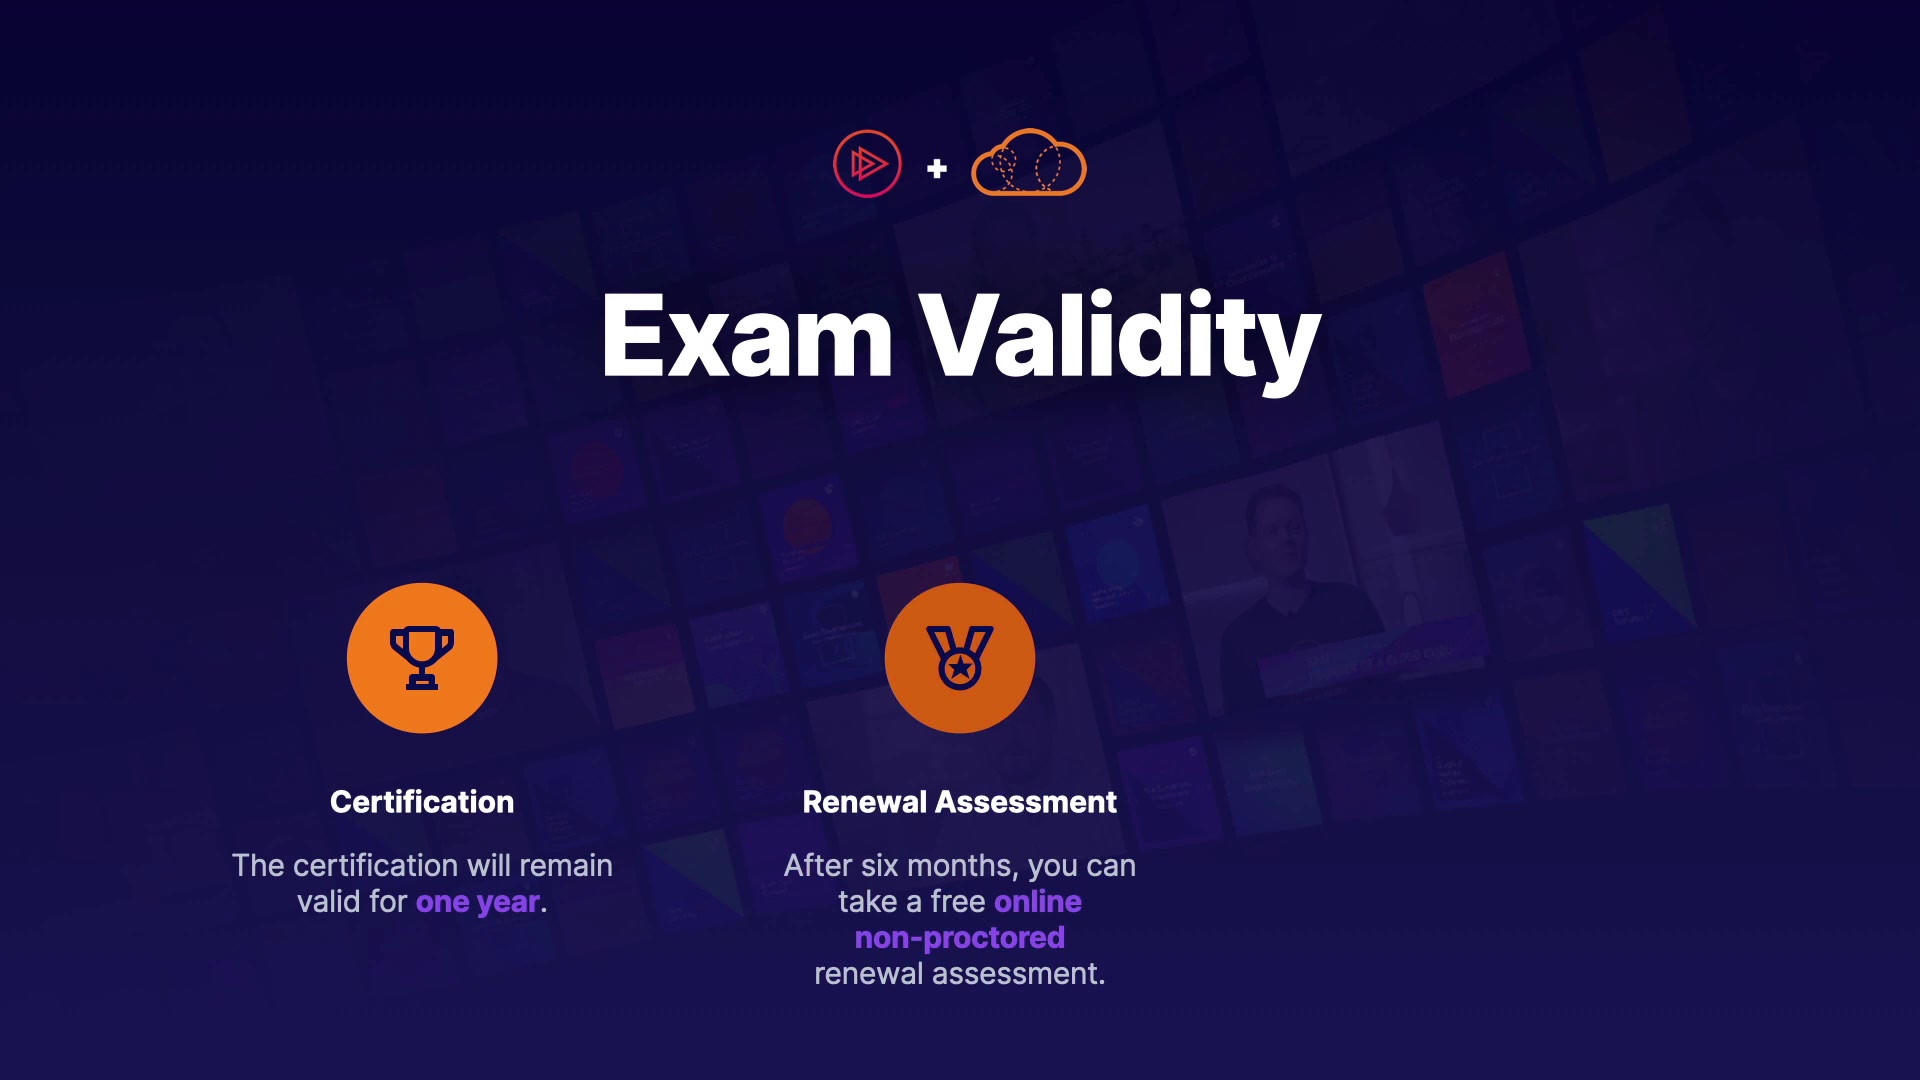 Exam Validity
Certification
The certification will remain
valid for one year.
Renewal Assessment
After six months, you can
take a free online
non-proctored
renewal assessment.